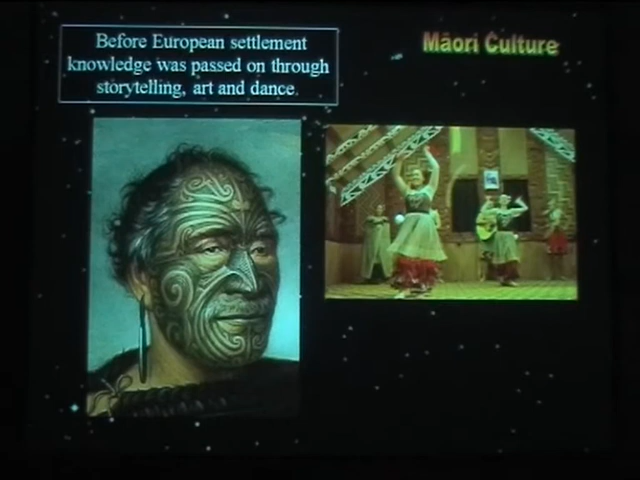 Before European settlement
knowledge was passed on through
storytelling, art and dance.
Māori Culture